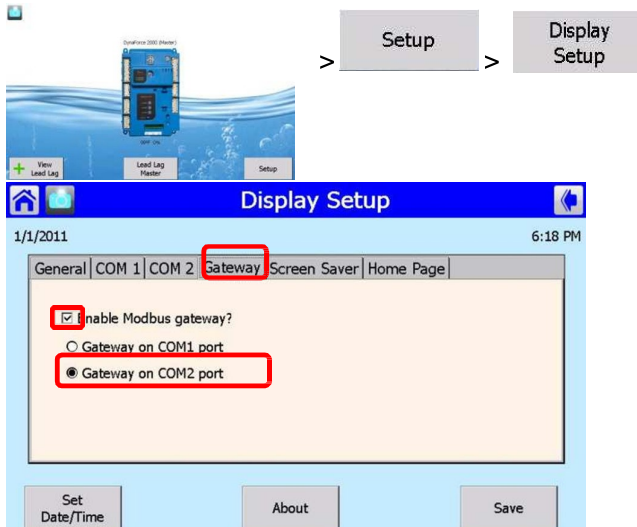 DynaForce 2000 (Master)
View
Lead Lag
Lead Lag
Master
Setup
> Setup > Display
Setup
Display Setup
1/1/2011 6:18 PM
General COM 1 COM 2 Gateway Screen Saver Home Page
Enable Modbus gateway?
Gateway on COM1 port
Gateway on COM2 port
Set
Date/Time
About
Save